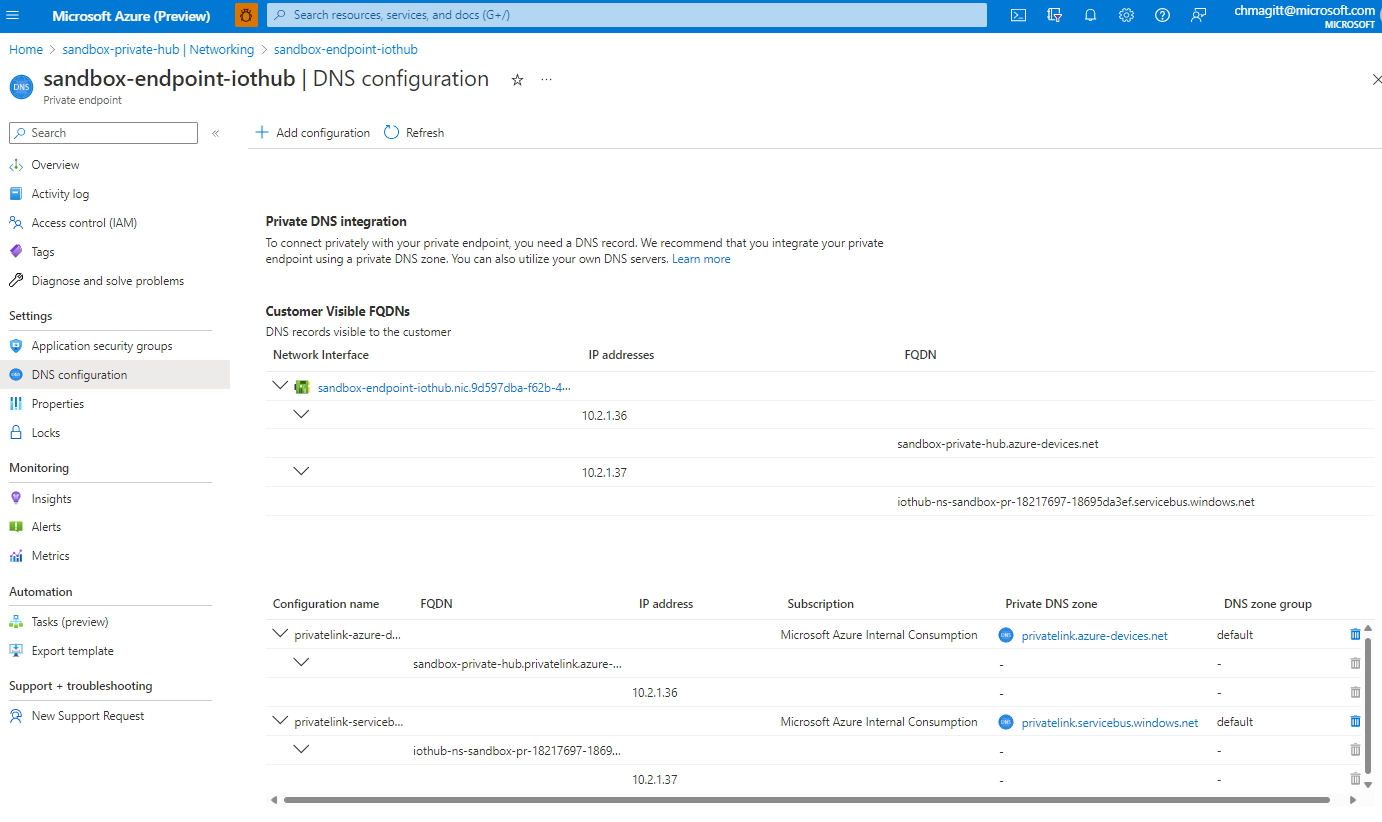 Microsoft Azure (Preview)
Search resources, services, and docs (G+/)
chmagitt@microsoft.com
MICROSOFT
Home > sandbox-private-hub | Networking > sandbox-endpoint-iothub
DNS
sandbox-endpoint-iothub | DNS configuration
Private endpoint
Search
Add configuration
Refresh
Overview
Activity log
Access control (IAM)
Tags
Diagnose and solve problems
Settings
Application security groups
DNS configuration
Properties
Locks
Monitoring
Insights
Alerts
Metrics
Automation
Tasks (preview)
Export template
Support + troubleshooting
New Support Request
Private DNS integration
To connect privately with your private endpoint, you need a DNS record. We recommend that you integrate your private
endpoint using a private DNS zone. You can also utilize your own DNS servers. Learn more
Customer Visible FQDNs
DNS records visible to the customer
Network Interface IP addresses FQDN
sandbox-endpoint-iothub.nic.9d597dba-f62b-4...
10.2.1.36
sandbox-private-hub.azure-devices.net
10.2.1.37
iothub-ns-sandbox-pr-18217697-18695da3ef.servicebus.windows.net
Configuration name FQDN IP address Subscription Private DNS zone DNS zone group
privatelink-azure-d... Microsoft Azure Internal Consumption privatelink.azure-devices.net default
sandbox-private-hub.privatelink.azure-... - -
10.2.1.36 - -
privatelink-serviceb... Microsoft Azure Internal Consumption privatelink.servicebus.windows.net default
iothub-ns-sandbox-pr-18217697-1869... - -
10.2.1.37 - -